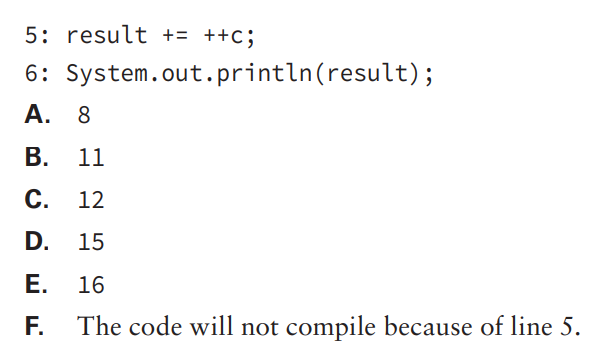 5: result += ++c;
6: System.out.println(result);
A. 8
B. 11
C. 12
D. 15
E. 16
F. The code will not compile because of line 5.